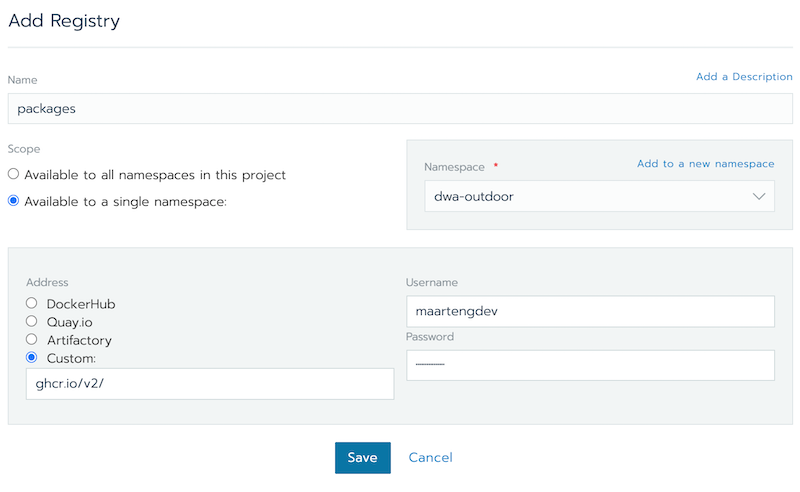 Add Registry
Name
Add a Description
packages
Scope
Available to all namespaces in this project
Available to a single namespace:
Namespace *
Add to a new namespace
dwa-outdoor
Address
DockerHub
Quay.io
Artifactory
Custom:
ghcr.io/v2/
Username
maartengdev
Password
Save
Cancel